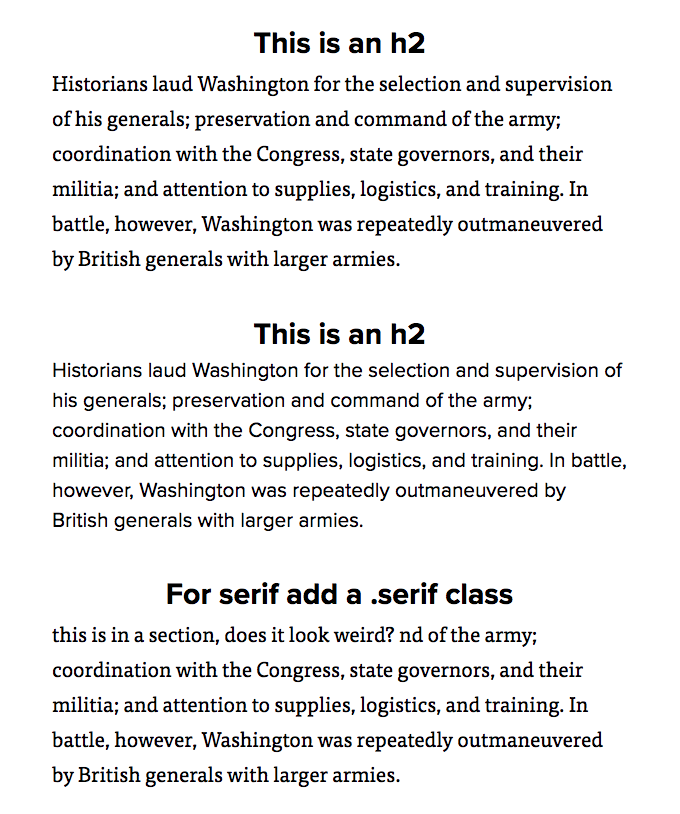 This is an h2
Historians laud Washington for the selection and supervision
of his generals; preservation and command of the army;
coordination with the Congress, state governors, and their
militia; and attention to supplies, logistics, and training. In
battle, however, Washington was repeatedly outmaneuvered
by British generals with larger armies.
This is an h2
Historians laud Washington for the selection and supervision of
his generals; preservation and command of the army;
coordination with the Congress, state governors, and their
militia; and attention to supplies, logistics, and training. In battle,
however, Washington was repeatedly outmaneuvered by
British generals with larger armies.
For serif add a .serif class
this is in a section, does it look weird? nd of the army;
coordination with the Congress, state governors, and their
militia; and attention to supplies, logistics, and training. In
battle, however, Washington was repeatedly outmaneuvered
by British generals with larger armies.